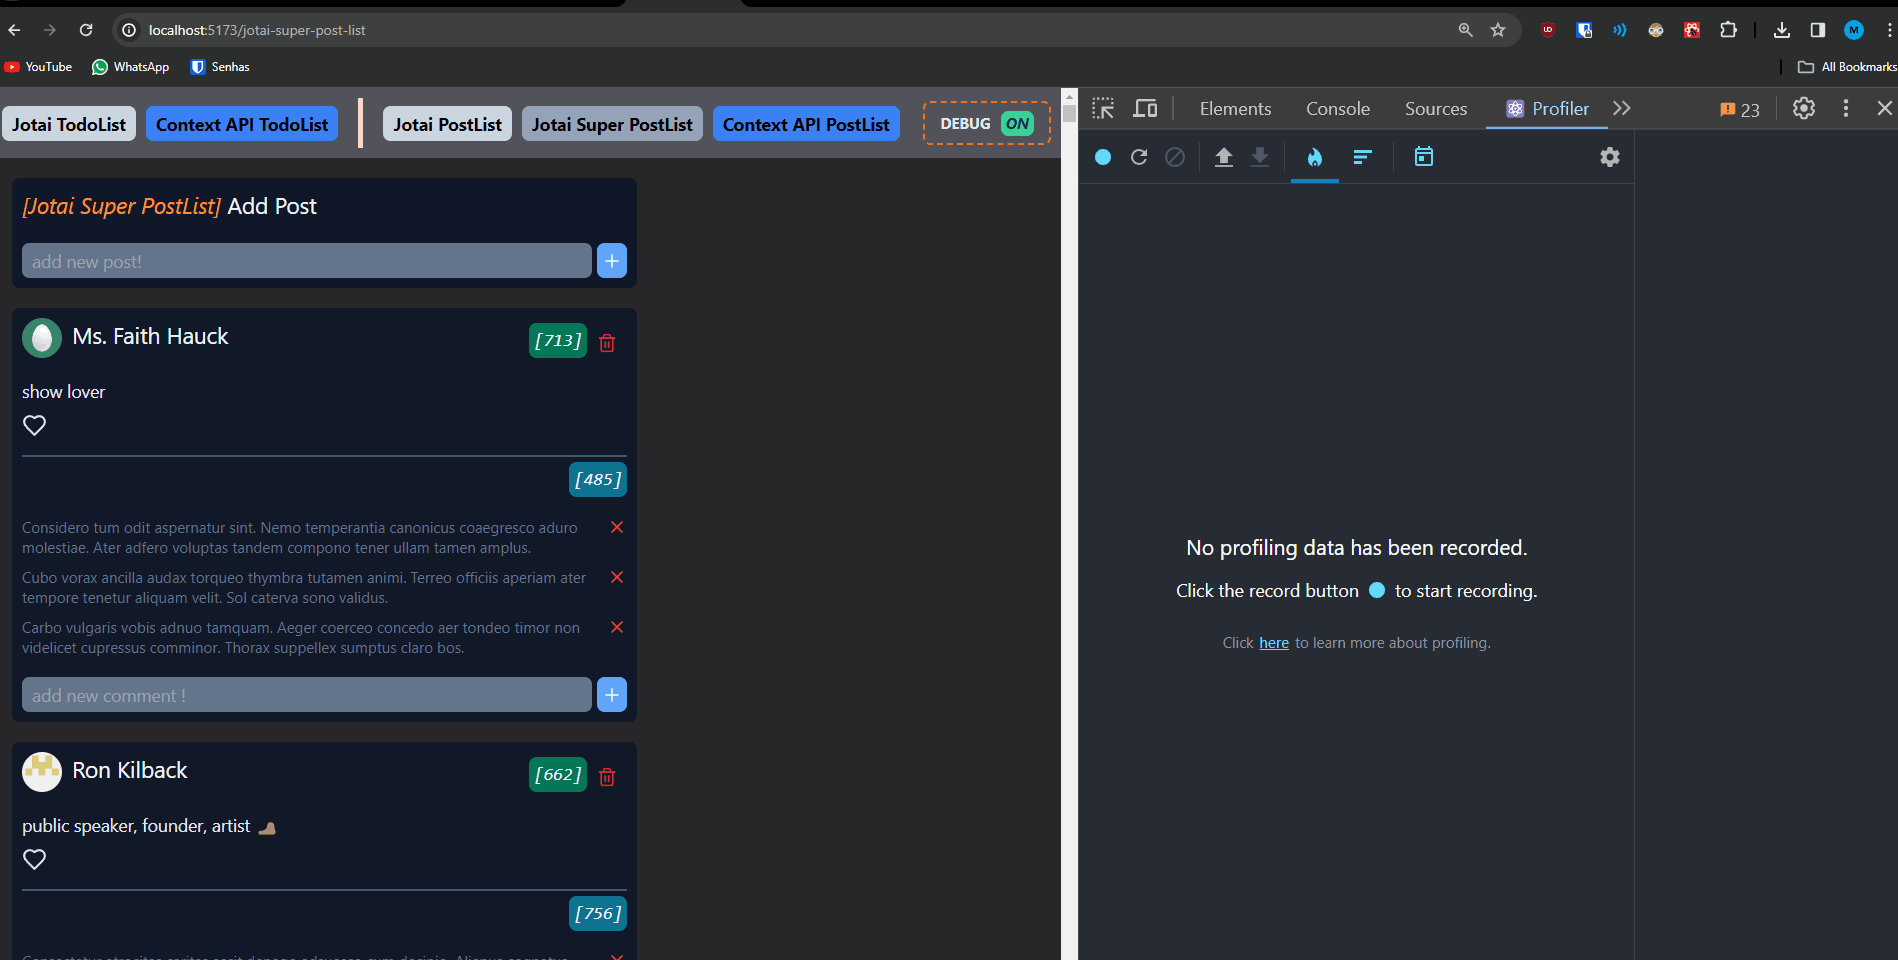 localhost:5173/jotai-super-post-list
M
YouTube WhatsApp Senhas All Bookmarks
Jotai TodoList Context API TodoList Jotai PostList Jotai Super PostList Context API PostList DEBUG ON
Elements Console Sources Profiler 23
[Jotai Super PostList] Add Post
add new post!
Ms. Faith Hauck [713]
show lover
[485]
Considero tum odit aspernatur sint. Nemo temperantia canonicus coaegresco aduro
molestiae. Ater adfero voluptas tandem compono tener ullam tamen amplus.
Cubo vorax ancilla audax torqueo thymbra tutamen animi. Terreo officiis aperiam ater
tempore tenetur aliquam velit. Sol caterva sono validus.
Carbo vulgaris vobis adnuo tamquam. Aeger coerceo concedo aer tondeo timor non
videlicet cupressus comminor. Thorax suppellex sumptus claro bos.
add new comment !
Ron Kilback [662]
public speaker, founder, artist
[756]
No profiling data has been recorded.
Click the record button to start recording.
Click here to learn more about profiling.